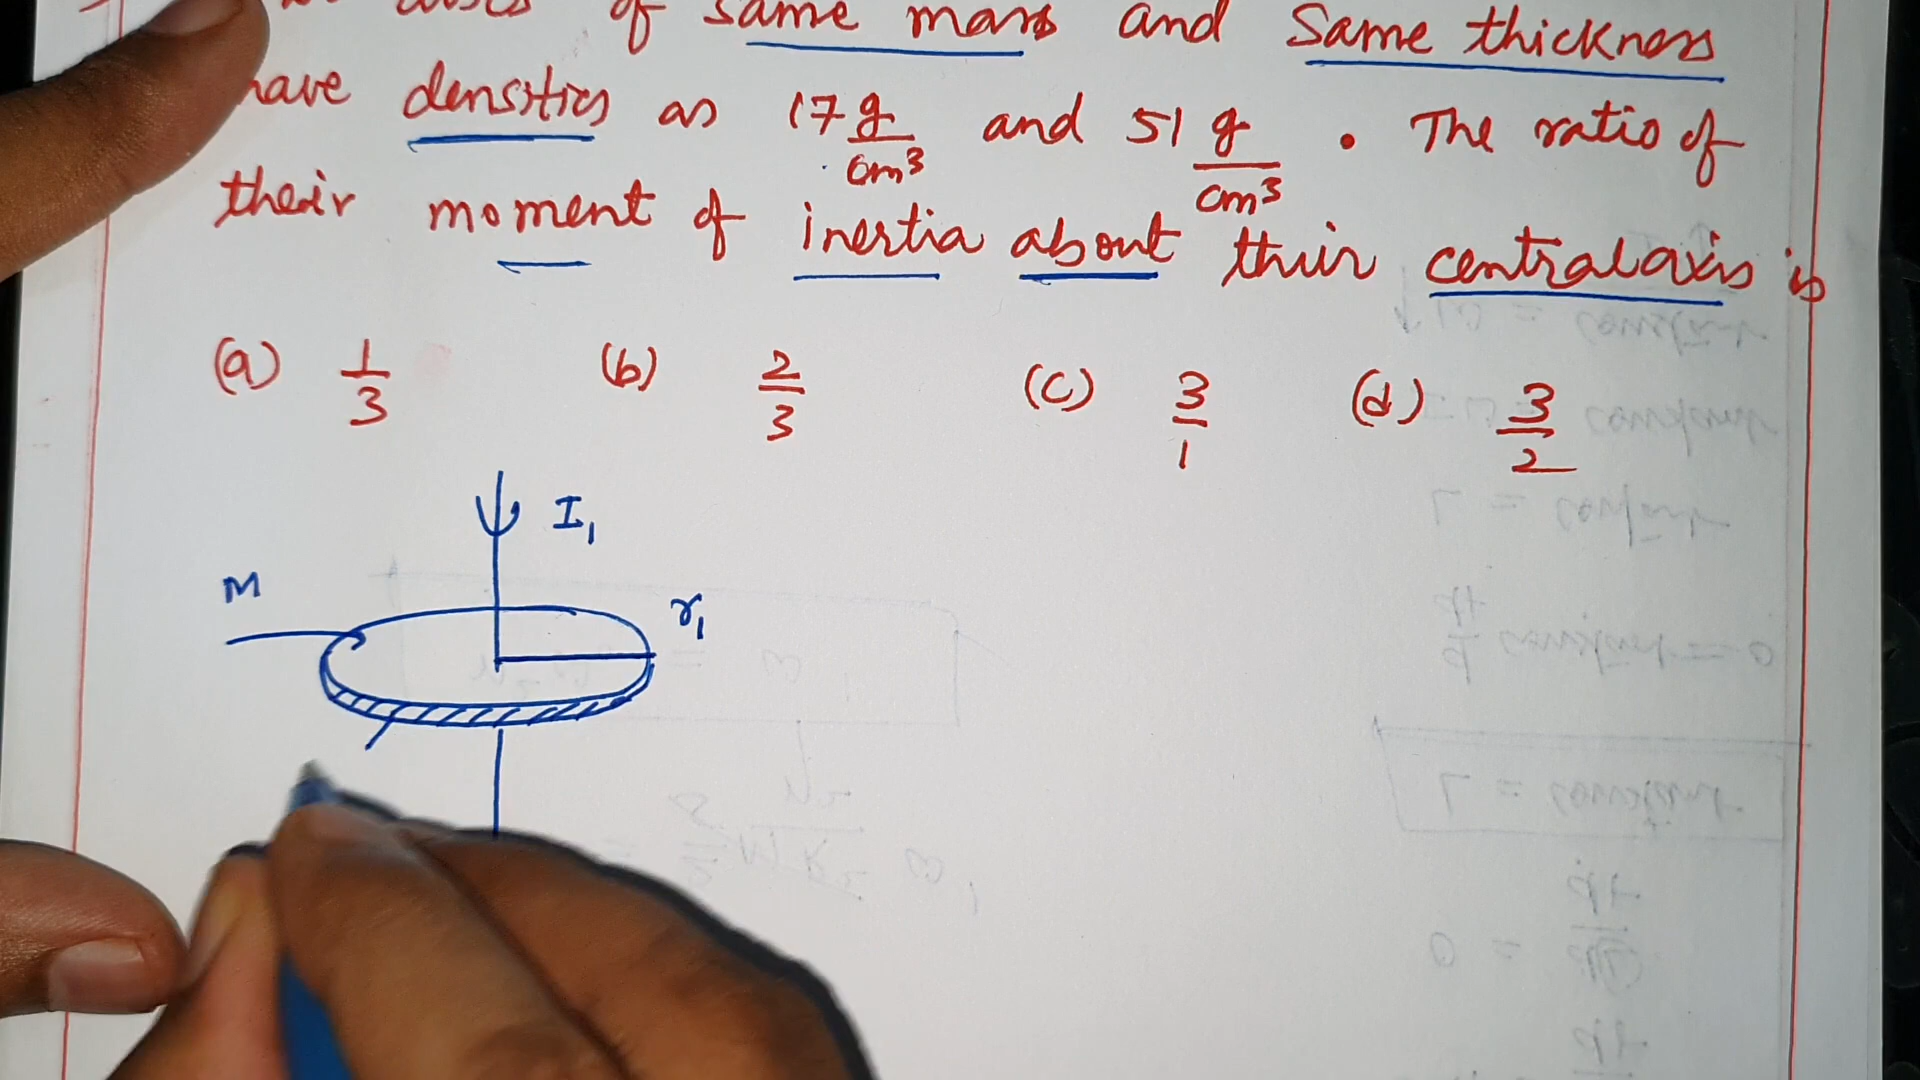 of same mass and Same thickness
have densities as 17 g/cm³ and 51 g/cm³ . The ratio of
their moment of inertia about their central axis is
(a) 1/3 (b) 2/3 (c) 3/1 (d) 3/2
I₁
M
r₁